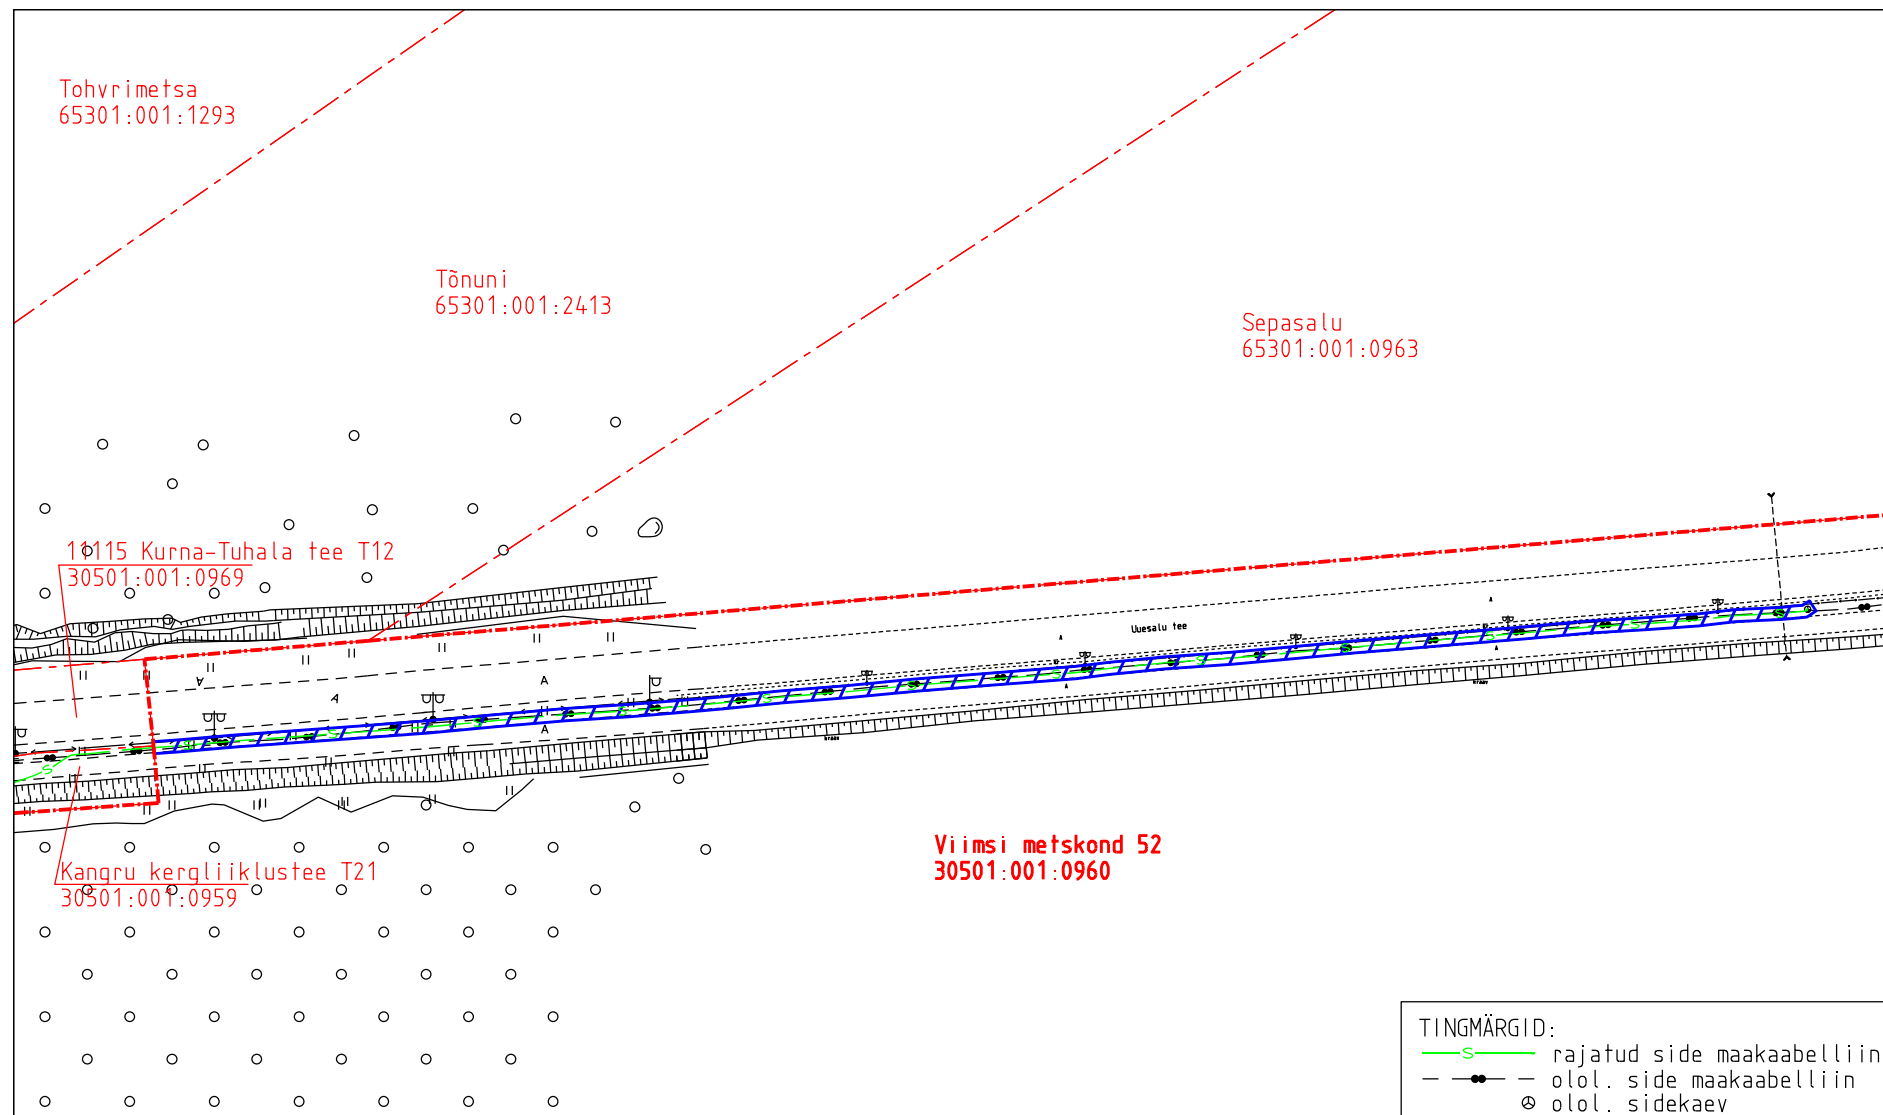 Tohvrimetsa
65301:001:1293
Tõnuni
65301:001:2413
Sepasalu
65301:001:0963
11115 Kurna-Tuhala tee T12
30501:001:0969
Uuesalu tee
Viimsi metskond 52
30501:001:0960
Kangru kergliiklustee T21
30501:001:0959
TINGMÄRGID:
S rajatud side maakaabelliin
olol. side maakaabelliin
olol. sidekaev